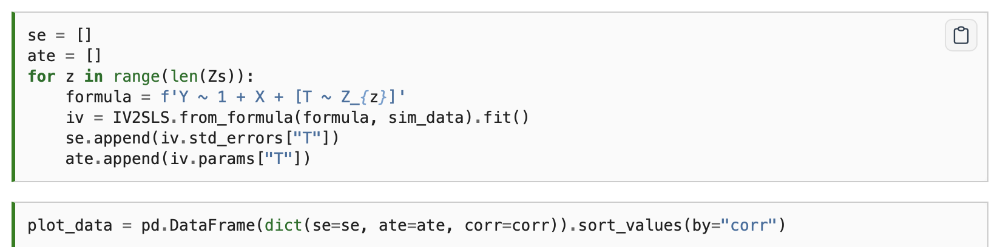 se = []
ate = []
for z in range(len(Zs)):
    formula = f'Y ~ 1 + X + [T ~ Z_{z}]'
    iv = IV2SLS.from_formula(formula, sim_data).fit()
    se.append(iv.std_errors["T"])
    ate.append(iv.params["T"])
plot_data = pd.DataFrame(dict(se=se, ate=ate, corr=corr)).sort_values(by="corr")